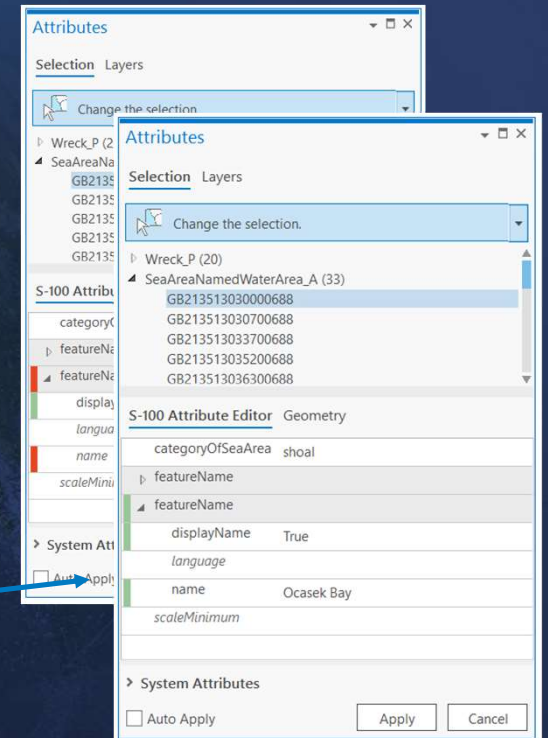 Attributes
Selection Layers
Change the selection
Wreck_P (2
SeaAreaNa
GB2135
GB2135
GB2135
GB2135
GB2135
S-100 Attribu
category
featureNa
featureNa
display
langua
name
scaleMini
System Att
Auto Apply
Attributes
Selection Layers
Change the selection.
Wreck_P (20)
SeaAreaNamedWaterArea_A (33)
GB213513030000688
GB213513030700688
GB213513033700688
GB213513035200688
GB213513036300688
S-100 Attribute Editor Geometry
categoryOfSeaArea shoal
featureName
featureName
displayName True
language
name Ocasek Bay
scaleMinimum
System Attributes
Auto Apply Apply Cancel